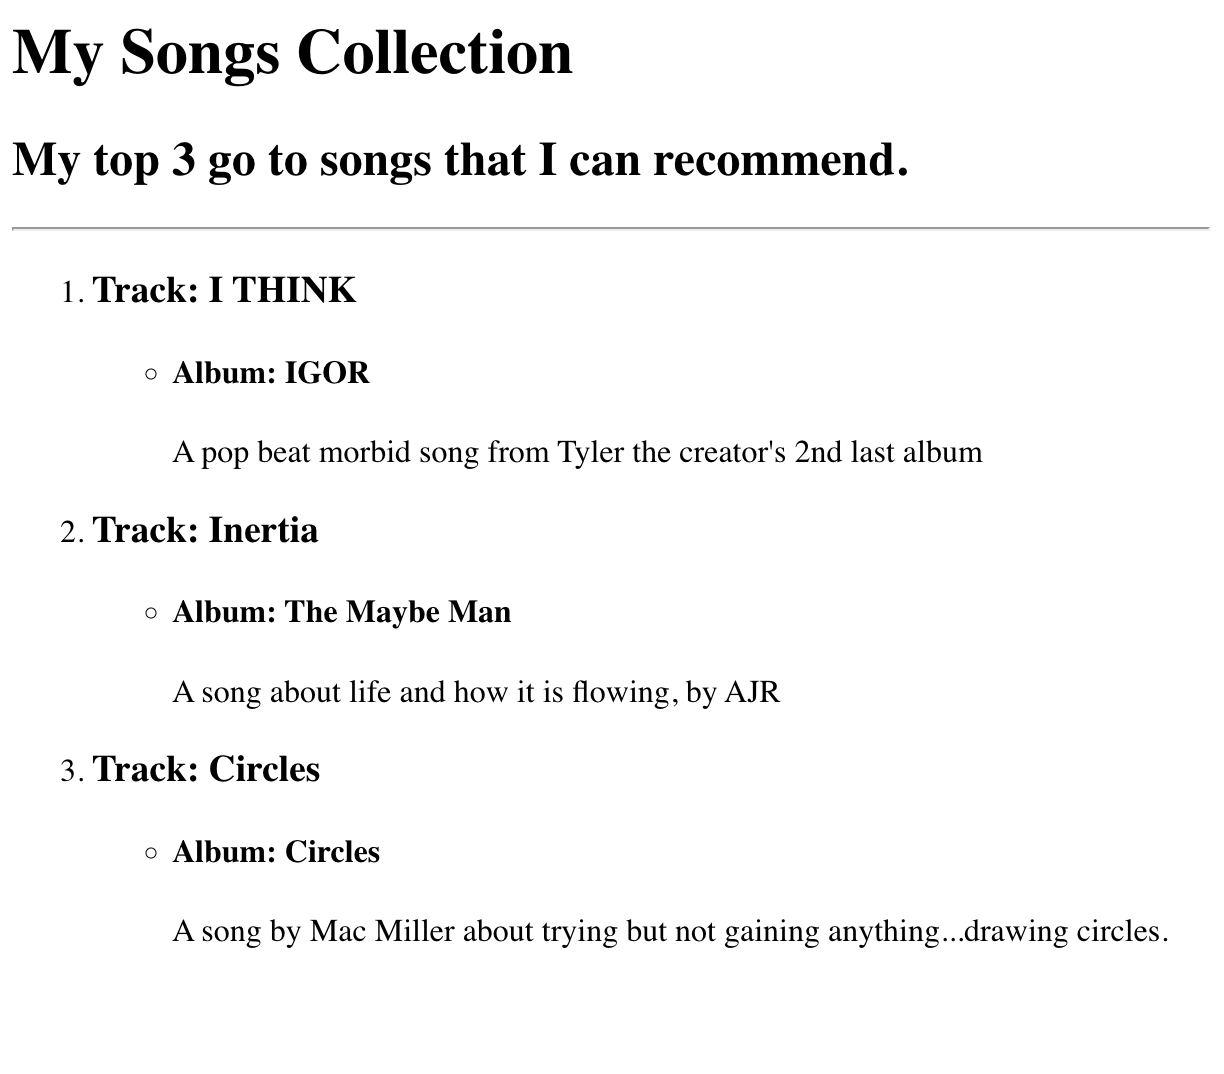 My Songs Collection
My top 3 go to songs that I can recommend.
1. Track: I THINK
Album: IGOR
A pop beat morbid song from Tyler the creator's 2nd last album
2. Track: Inertia
Album: The Maybe Man
A song about life and how it is flowing, by AJR
3. Track: Circles
Album: Circles
A song by Mac Miller about trying but not gaining anything...drawing circles.